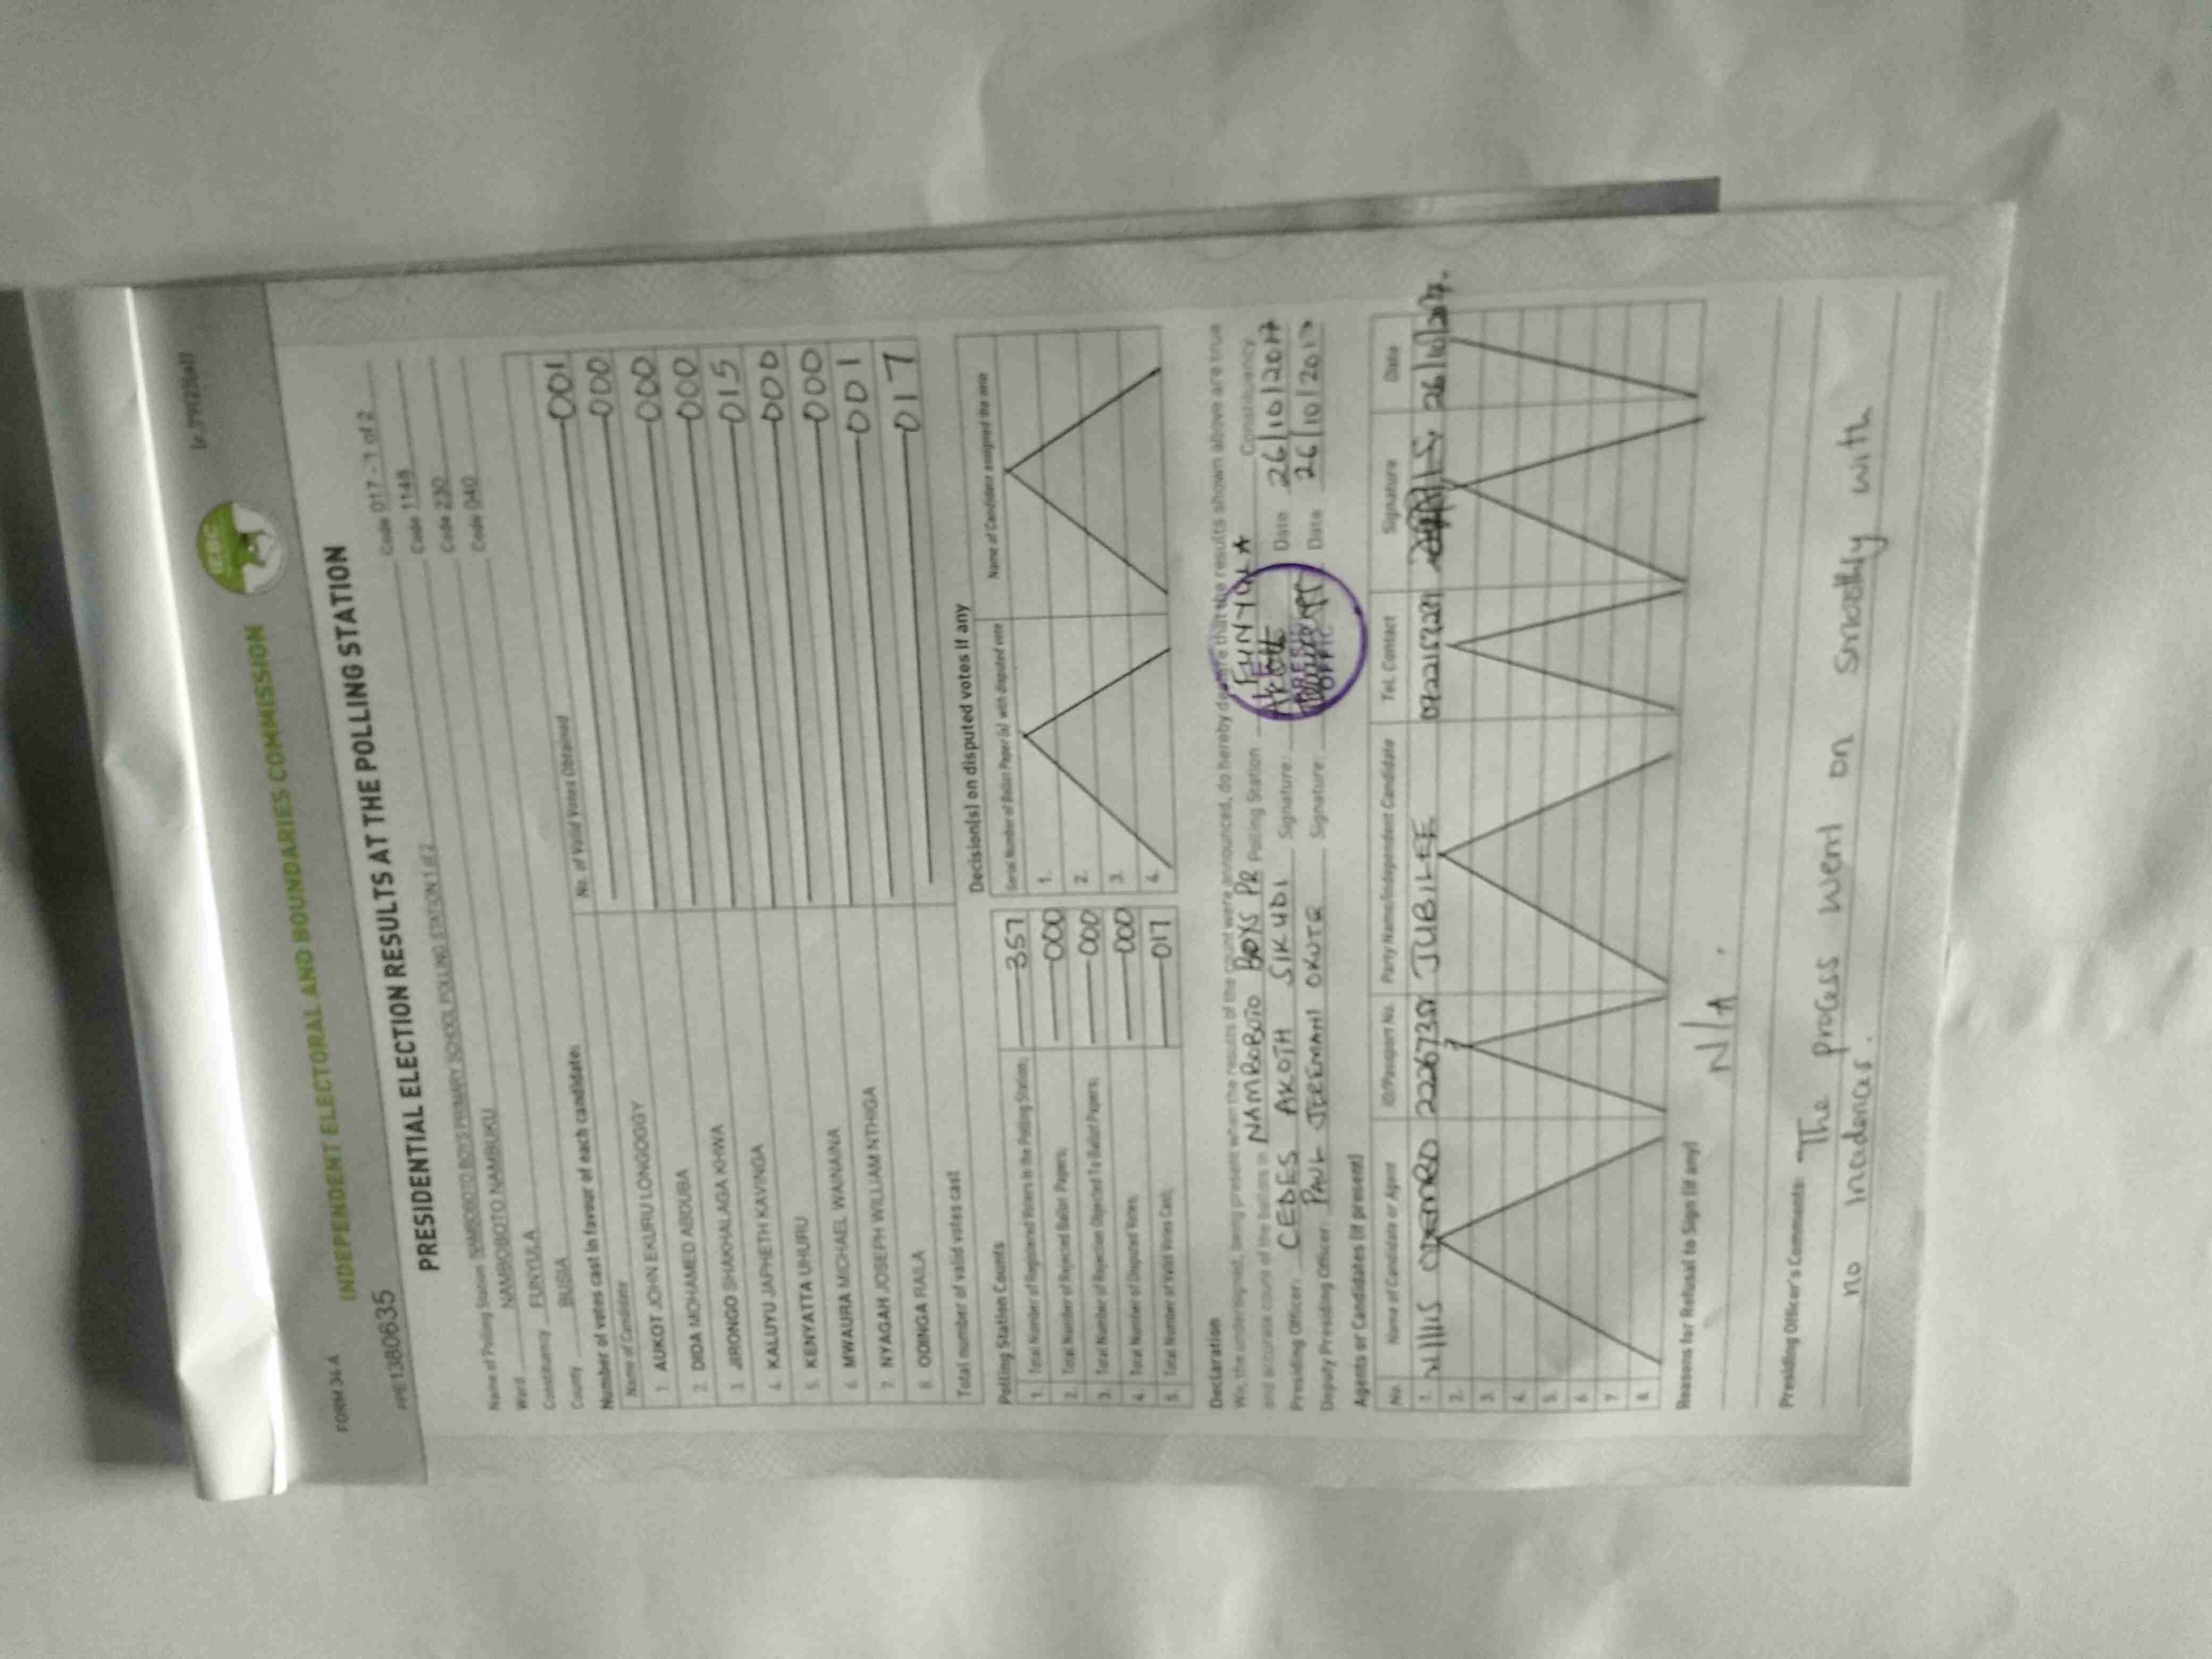 FORM 34 A
INDEPENDENT ELECTORAL AND BOUNDARIES COMMISSION
IEBC
PRE1380635
PRESIDENTIAL ELECTION RESULTS AT THE POLLING STATION
Name of Polling Station NAMBOBOTO BOYS PRIMARY SCHOOL POLLING STATION 1 of 2 Code 017 - 1 of 2
Ward NAMBOBOTO NAMBUKU Code 1148
Constituency FUNYULA Code 230
County BUSIA Code 040
Number of votes cast in favour of each candidate:
Name of Candidate No. of Valid Votes Obtained
1. AUKOT JOHN EKURU LONGOGGY 001
2. DIDA MOHAMED ABDUBA 000
3. JIRONGO SHAKHALAGA KHWA 000
4. KALUYU JAPHETH KAVINGA 000
5. KENYATTA UHURU 015
6. MWAURA MICHAEL WAINAINA 000
7. NYAGAH JOSEPH WILLIAM NTHIGA 000
8. ODINGA RAILA 001
Total number of valid votes cast 017
Polling Station Counts
1. Total Number of Registered Voters in the Polling Station: 357
2. Total Number of Rejected Ballot Papers: 000
3. Total Number of Rejection Objected To Ballot Papers: 000
4. Total Number of Disputed Votes: 000
5. Total Number of Valid Votes Cast: 017
Decision(s) on disputed votes if any
Serial Number of Ballot Paper (s) with disputed vote Name of Candidate assigned the vote
1.
2.
3.
4.
Declaration
We, the undersigned, being present when the results of the count were announced, do hereby declare that the results shown above are true
and accurate count of the ballots in NAMBOBOTO BOYS PR Polling Station FUNYULA Constituency.
Presiding Officer: CEDES AKOTH SIKUDI Signature: Date 26/10/2017
Deputy Presiding Officer: PAUL JEREMAH OKUTE Signature: Date 26/10/2017
Agents or Candidates (if present)
No. Name of Candidate or Agent ID/Passport No. Party Name/Independent Candidate Tel. Contact Signature Date
1. JUBILEE 26/10/2017.
2.
3.
4.
5.
6.
7.
8.
Reasons for Refusal to Sign (if any)
N/A.
Presiding Officer's Comments: The process went on smoothly with
no Incidences.